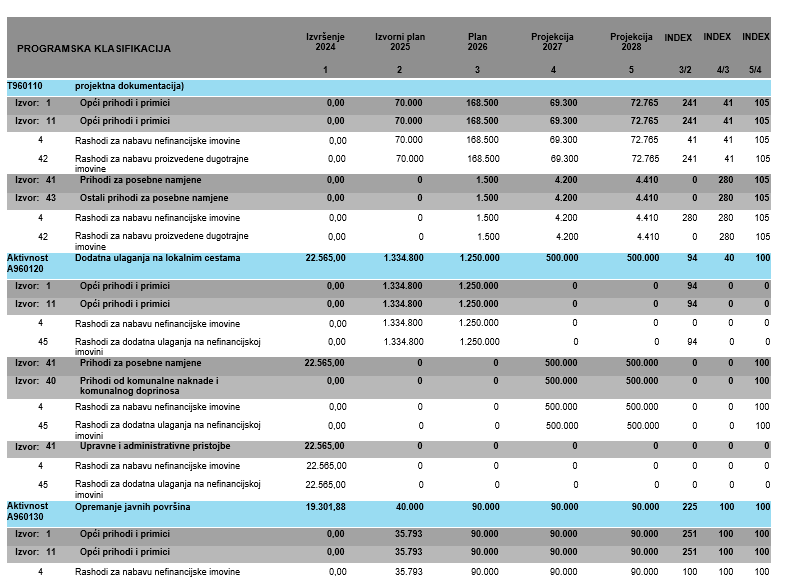 PROGRAMSKA KLASIFIKACIJA Izvršenje 2024 Izvorni plan 2025 Plan 2026 Projekcija 2027 Projekcija 2028 INDEX INDEX INDEX
1 2 3 4 5 3/2 4/3 5/4
T960110 projektna dokumentacija)
Izvor: 1 Opći prihodi i primici 0,00 70.000 168.500 69.300 72.765 241 41 105
Izvor: 11 Opći prihodi i primici 0,00 70.000 168.500 69.300 72.765 241 41 105
4 Rashodi za nabavu nefinancijske imovine 0,00 70.000 168.500 69.300 72.765 41 41 105
42 Rashodi za nabavu proizvedene dugotrajne imovine 0,00 70.000 168.500 69.300 72.765 241 41 105
Izvor: 41 Prihodi za posebne namjene 0,00 0 1.500 4.200 4.410 0 280 105
Izvor: 43 Ostali prihodi za posebne namjene 0,00 0 1.500 4.200 4.410 0 280 105
4 Rashodi za nabavu nefinancijske imovine 0,00 0 1.500 4.200 4.410 280 280 105
42 Rashodi za nabavu proizvedene dugotrajne imovine 0,00 0 1.500 4.200 4.410 0 280 105
Aktivnost A960120 Dodatna ulaganja na lokalnim cestama 22.565,00 1.334.800 1.250.000 500.000 500.000 94 40 100
Izvor: 1 Opći prihodi i primici 0,00 1.334.800 1.250.000 0 0 94 0 0
Izvor: 11 Opći prihodi i primici 0,00 1.334.800 1.250.000 0 0 94 0 0
4 Rashodi za nabavu nefinancijske imovine 0,00 1.334.800 1.250.000 0 0 0 0 0
45 Rashodi za dodatna ulaganja na nefinancijskoj imovini 0,00 1.334.800 1.250.000 0 0 94 0 0
Izvor: 41 Prihodi za posebne namjene 22.565,00 0 0 500.000 500.000 0 0 100
Izvor: 40 Prihodi od komunalne naknade i komunalnog doprinosa 0,00 0 0 500.000 500.000 0 0 100
4 Rashodi za nabavu nefinancijske imovine 0,00 0 0 500.000 500.000 0 0 100
45 Rashodi za dodatna ulaganja na nefinancijskoj imovini 0,00 0 0 500.000 500.000 0 0 100
Izvor: 41 Upravne i administrativne pristojbe 22.565,00 0 0 0 0 0 0 0
4 Rashodi za nabavu nefinancijske imovine 22.565,00 0 0 0 0 0 0 0
45 Rashodi za dodatna ulaganja na nefinancijskoj imovini 22.565,00 0 0 0 0 0 0 0
Aktivnost A960130 Opremanje javnih površina 19.301,88 40.000 90.000 90.000 90.000 225 100 100
Izvor: 1 Opći prihodi i primici 0,00 35.793 90.000 90.000 90.000 251 100 100
Izvor: 11 Opći prihodi i primici 0,00 35.793 90.000 90.000 90.000 251 100 100
4 Rashodi za nabavu nefinancijske imovine 0,00 35.793 90.000 90.000 90.000 100 100 100